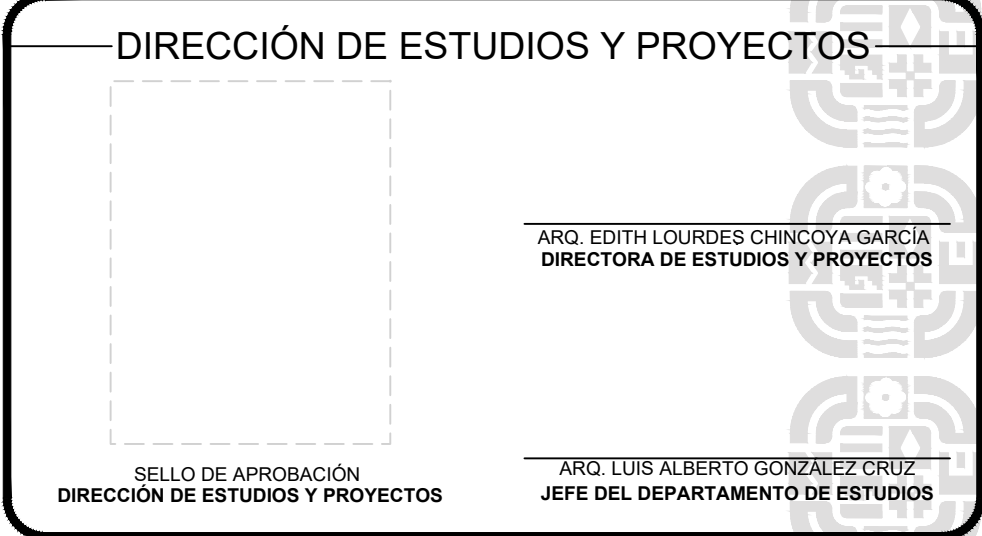 DIRECCIÓN DE ESTUDIOS Y PROYECTOS
ARQ. EDITH LOURDES CHINCOYA GARCÍA
DIRECTORA DE ESTUDIOS Y PROYECTOS
SELLO DE APROBACIÓN
DIRECCIÓN DE ESTUDIOS Y PROYECTOS
ARQ. LUIS ALBERTO GONZÁLEZ CRUZ
JEFE DEL DEPARTAMENTO DE ESTUDIOS